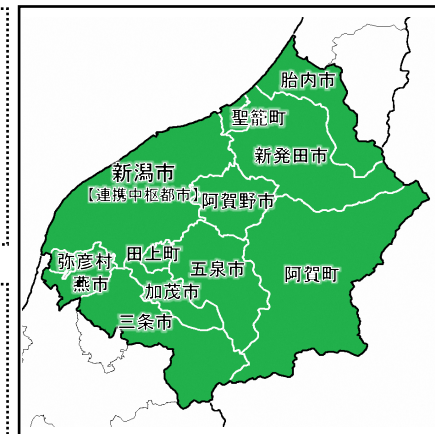 胎内市
聖籠町
新発田市
新潟市
【連携中枢都市】
阿賀野市
田上町
弥彦村
五泉市
阿賀町
燕市
加茂市
三条市